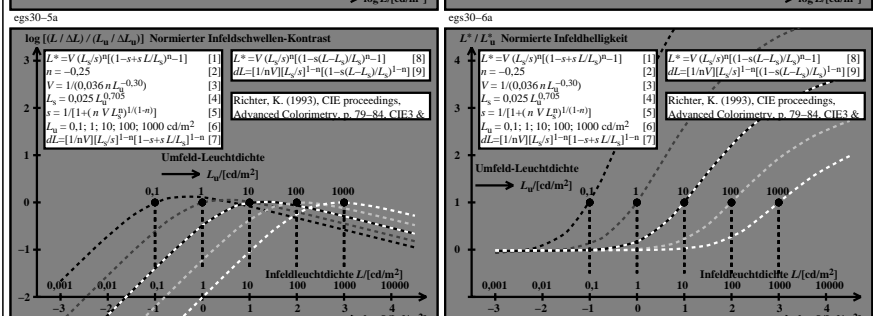 egs30–5a
egs30–6a
log [(L / ΔL) / (Lu / ΔLu)] Normierter Infeldschwellen-Kontrast
L* =V (Ls/s)n[(1–s+s L/Ls)n–1] [1]
n = –0,25 [2]
V = 1/(0,036 n Lu–0,30) [3]
Ls = 0,025 Lu0,705 [4]
s = 1/[1+( n V Lsn)1/(1-n)] [5]
Lu = 0,1; 1; 10; 100; 1000 cd/m2 [6]
dL=[1/nV][Ls/s]1–n[1–s+s L/Ls]1–n [7]
L* =V (Ls/s)n[(1–s(L–Ls)/Ls)n–1] [8]
dL=[1/nV][Ls/s]1–n[(1–s(L–Ls)/Ls)1–n] [9]
Richter, K. (1993), CIE proceedings,
Advanced Colorimetry, p. 79–84, CIE3 &
Umfeld-Leuchtdichte
Lu/[cd/m2]
0,1 1 10 100 1000
3
2
1
0
–1
–2
Infeldleuchtdichte L/[cd/m2]
0,001 0,01 0,1 1 10 100 10000
–3 –2 –1 0 1 2 3 4
L* / L*u Normierte Infeldhelligkeit
L* =V (Ls/s)n[(1–s+s L/Ls)n–1] [1]
n = –0,25 [2]
V = 1/(0,036 n Lu–0,30) [3]
Ls = 0,025 Lu0,705 [4]
s = 1/[1+( n V Lsn)1/(1-n)] [5]
Lu = 0,1; 1; 10; 100; 1000 cd/m2 [6]
dL=[1/nV][Ls/s]1–n[1–s+s L/Ls]1–n [7]
L* =V (Ls/s)n[(1–s(L–Ls)/Ls)n–1] [8]
dL=[1/nV][Ls/s]1–n[(1–s(L–Ls)/Ls)1–n] [9]
Richter, K. (1993), CIE proceedings,
Advanced Colorimetry, p. 79–84, CIE3 &
Umfeld-Leuchtdichte
Lu/[cd/m2]
0,1 1 10 100 1000
4
3
2
1
0
Infeldleuchtdichte L/[cd/m2]
0,001 0,01 0,1 1 10 100 10000
–3 –2 –1 0 1 2 3 4